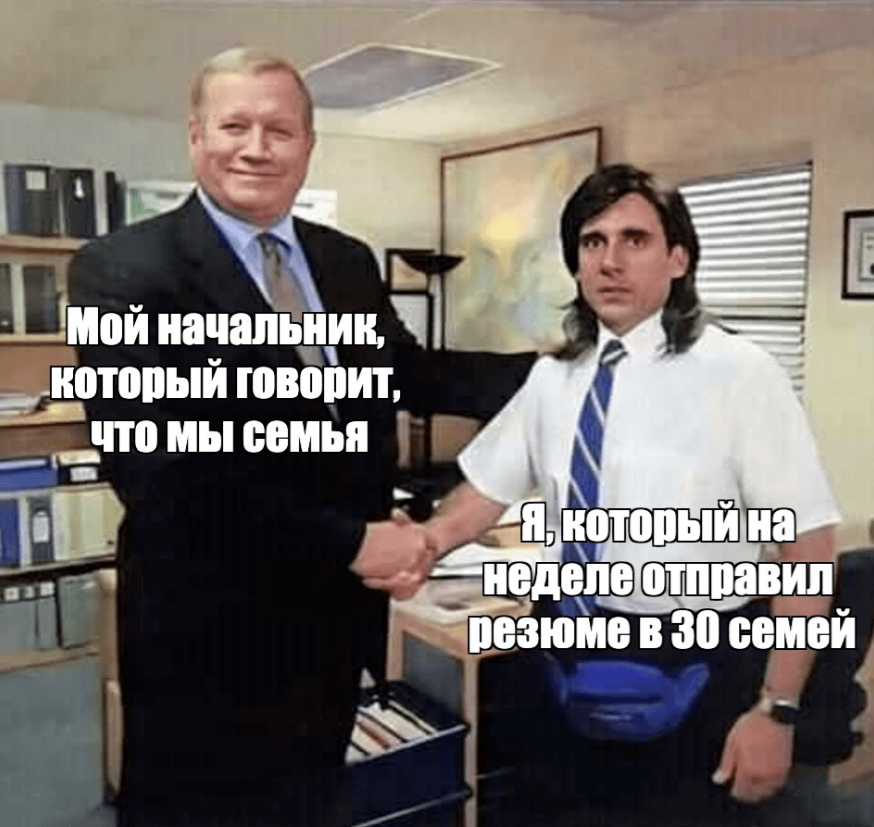 Мой начальник,
который говорит,
что мы семья
Я, который на
неделе отправил
резюме в 30 семей